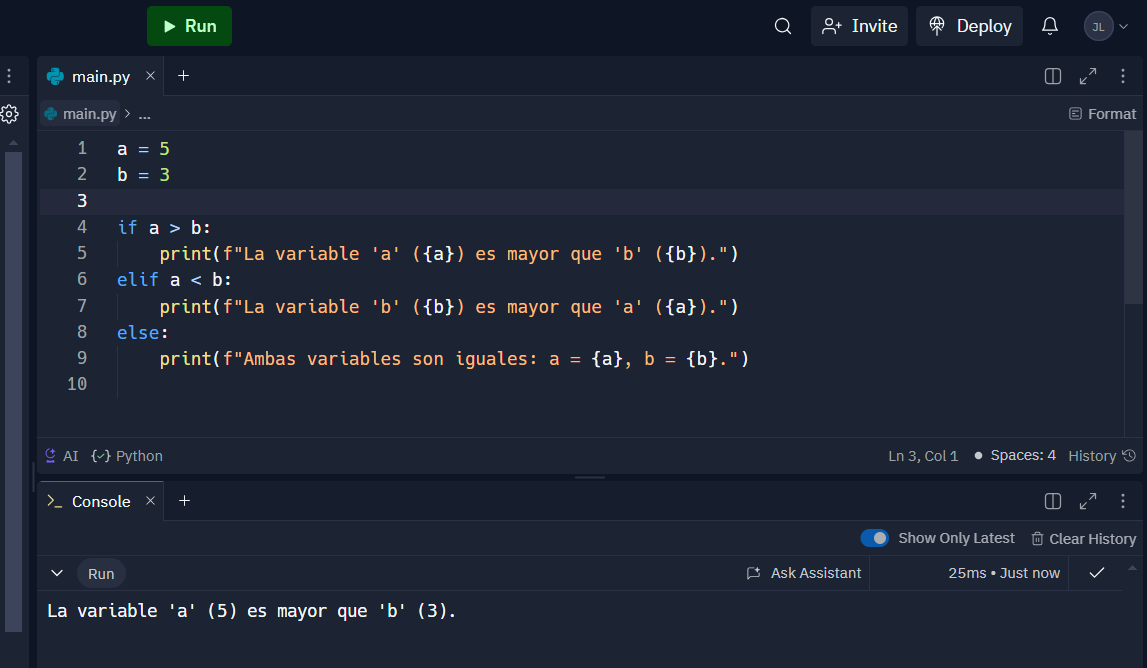 Run
Invite
Deploy
JL
main.py
main.py > ...
Format
1 a = 5
2 b = 3
3
4 if a > b:
5     print(f"La variable 'a' ({a}) es mayor que 'b' ({b}).")
6 elif a < b:
7     print(f"La variable 'b' ({b}) es mayor que 'a' ({a}).")
8 else:
9     print(f"Ambas variables son iguales: a = {a}, b = {b}.")
10
AI {} Python
Ln 3, Col 1 • Spaces: 4 History
Console
Show Only Latest Clear History
Run
Ask Assistant
25ms • Just now
La variable 'a' (5) es mayor que 'b' (3).